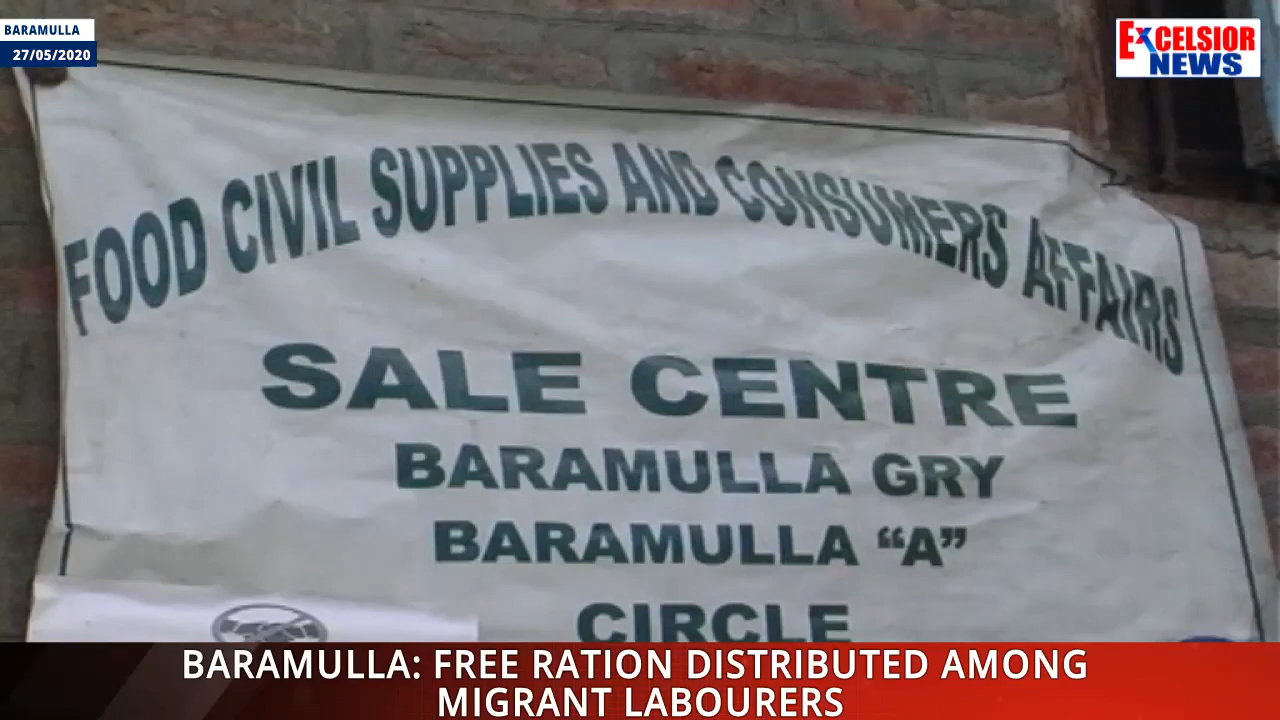 BARAMULLA
27/05/2020
EXCELSIOR
NEWS
FOOD CIVIL SUPPLIES AND CONSUMERS AFFAIRS
SALE CENTRE
BARAMULLA GRY
BARAMULLA “A”
CIRCLE
BARAMULLA: FREE RATION DISTRIBUTED AMONG
MIGRANT LABOURERS